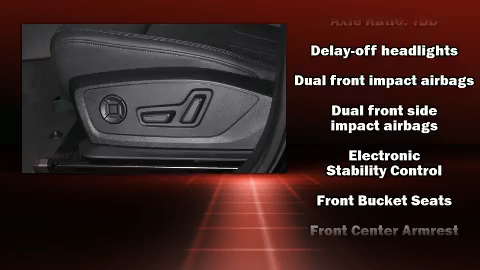 Axle Ratio: TBD
Delay-off headlights
Dual front impact airbags
Dual front side
impact airbags
Electronic
Stability Control
Front Bucket Seats
Front Center Armrest